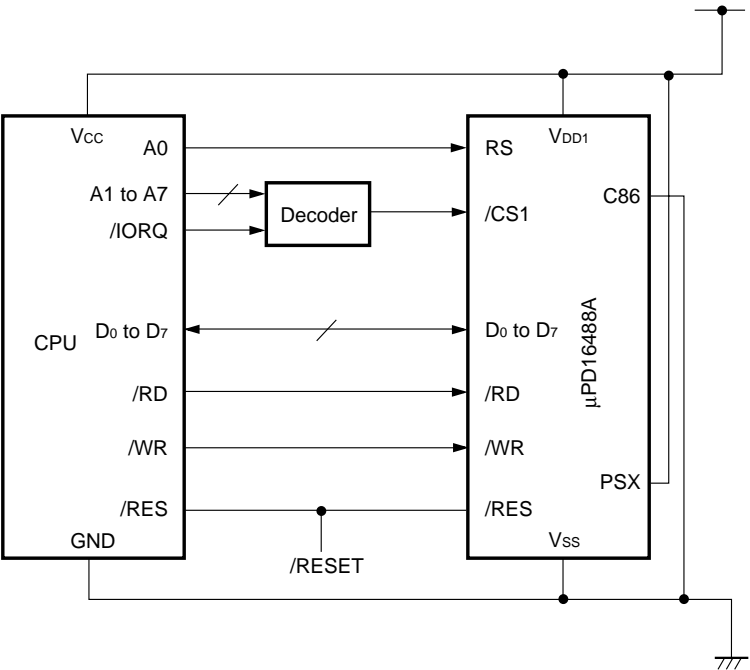 VCC
VDD1
A0
RS
A1 to A7
Decoder
/CS1
C86
/IORQ
CPU
D0 to D7
D0 to D7
μPD16488A
/RD
/RD
/WR
/WR
PSX
/RES
/RES
GND
/RESET
VSS